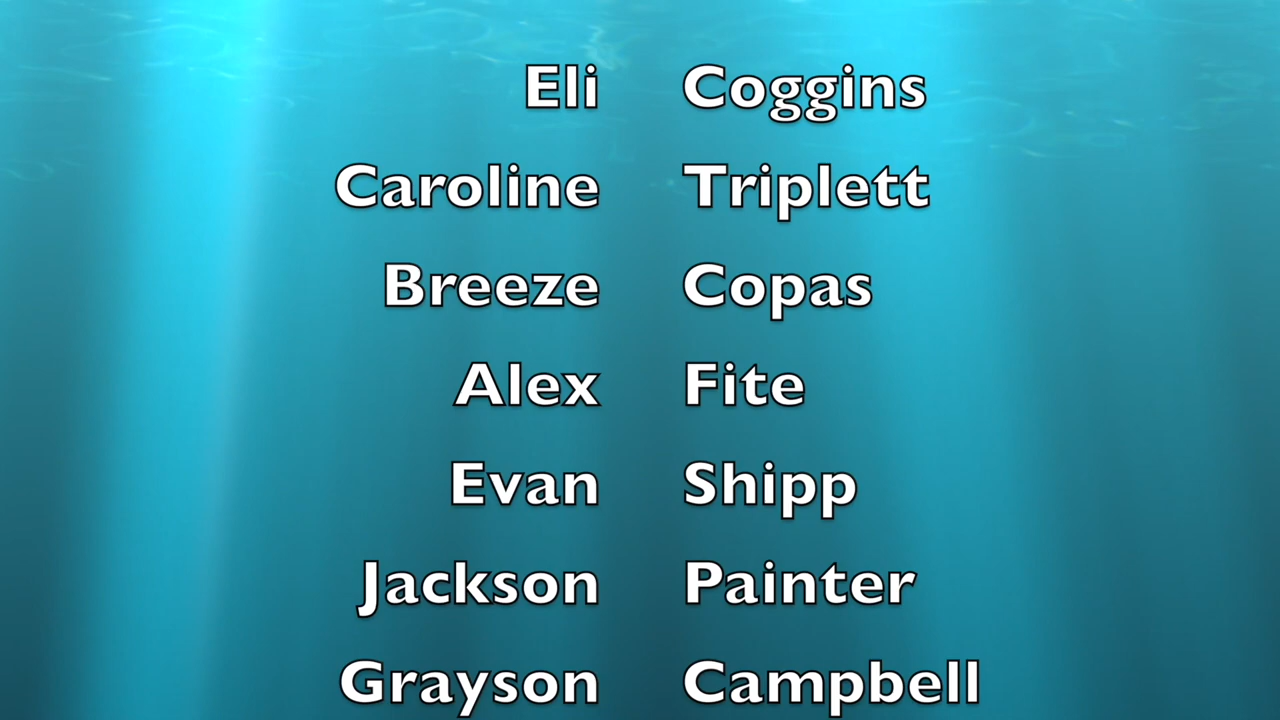 Eli Coggins
Caroline Triplett
Breeze Copas
Alex Fite
Evan Shipp
Jackson Painter
Grayson Campbell